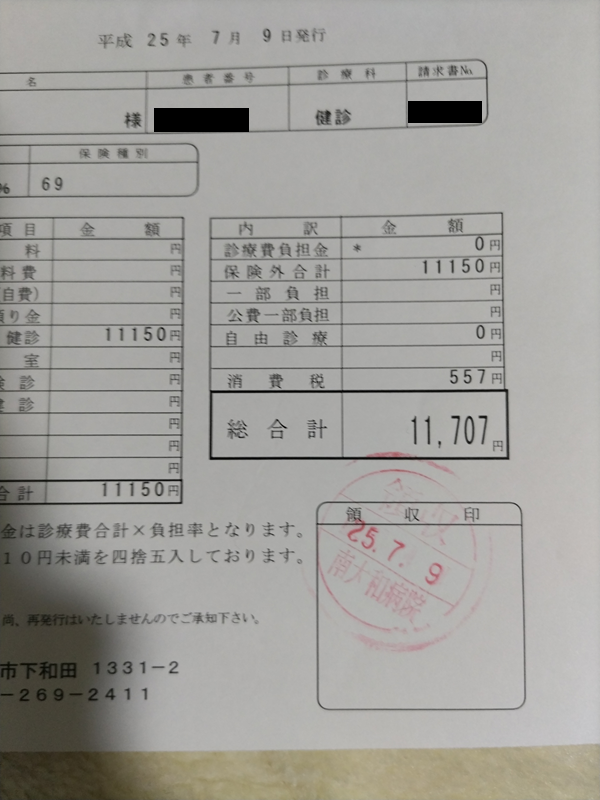 平成 25年 7月 9日発行
名 患者番号 診療科 請求書No.
様 健診
保険種別
% 69
項目 金額
料 円
料費 円
(自費) 円
預り金 円
健診 11150円
室 円
検診 円
健診 円
円
円
円
合計 11150円
内訳 金額
診療費負担金 * 0円
保険外合計 11150円
一部負担 円
公費一部負担 円
自由診療 0円
円
消費税 557円
総合計 11,707円
金は診療費合計×負担率となります。
10円未満を四捨五入しております。
尚、再発行はいたしませんのでご承知下さい。
市下和田 1331-2
-269-2411
領収印
領収
25.7.9
南大和病院